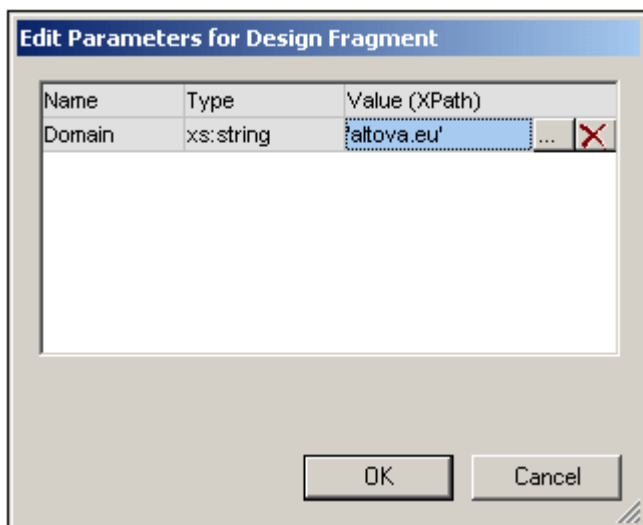 Edit Parameters for Design Fragment
Name Type Value (XPath)
Domain xs:string 'altova.eu' ...
OK Cancel